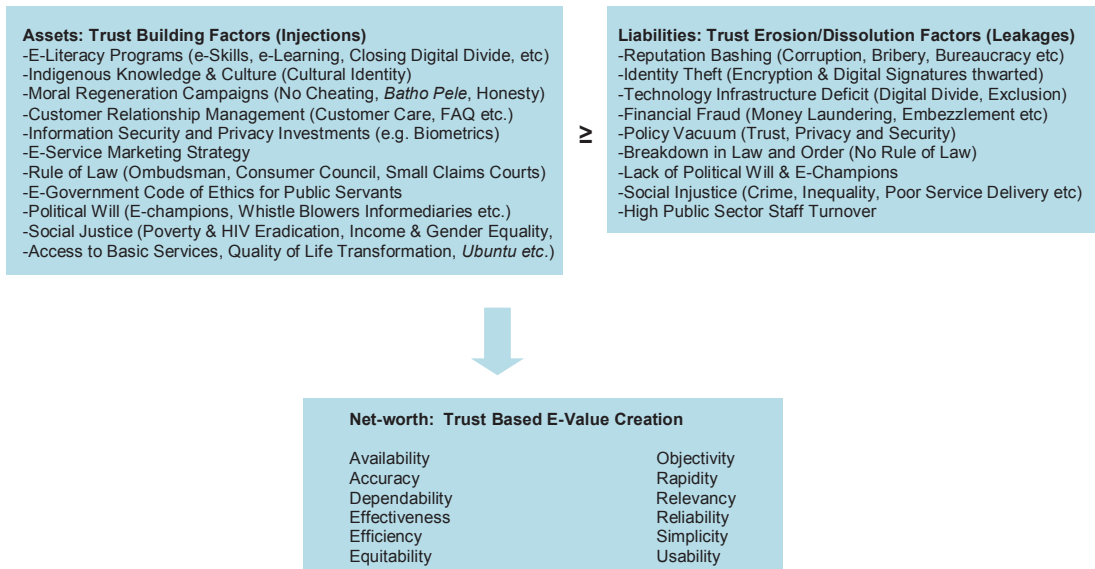 Assets: Trust Building Factors (Injections)
-E-Literacy Programs (e-Skills, e-Learning, Closing Digital Divide, etc)
-Indigenous Knowledge & Culture (Cultural Identity)
-Moral Regeneration Campaigns (No Cheating, Batho Pele, Honesty)
-Customer Relationship Management (Customer Care, FAQ etc.)
-Information Security and Privacy Investments (e.g. Biometrics)
-E-Service Marketing Strategy
-Rule of Law (Ombudsman, Consumer Council, Small Claims Courts)
-E-Government Code of Ethics for Public Servants
-Political Will (E-champions, Whistle Blowers Informediaries etc.)
-Social Justice (Poverty & HIV Eradication, Income & Gender Equality,
-Access to Basic Services, Quality of Life Transformation, Ubuntu etc.)
≥
Liabilities: Trust Erosion/Dissolution Factors (Leakages)
-Reputation Bashing (Corruption, Bribery, Bureaucracy etc)
-Identity Theft (Encryption & Digital Signatures thwarted)
-Technology Infrastructure Deficit (Digital Divide, Exclusion)
-Financial Fraud (Money Laundering, Embezzlement etc)
-Policy Vacuum (Trust, Privacy and Security)
-Breakdown in Law and Order (No Rule of Law)
-Lack of Political Will & E-Champions
-Social Injustice (Crime, Inequality, Poor Service Delivery etc)
-High Public Sector Staff Turnover
Net-worth: Trust Based E-Value Creation
Availability
Accuracy
Dependability
Effectiveness
Efficiency
Equitability
Objectivity
Rapidity
Relevancy
Reliability
Simplicity
Usability